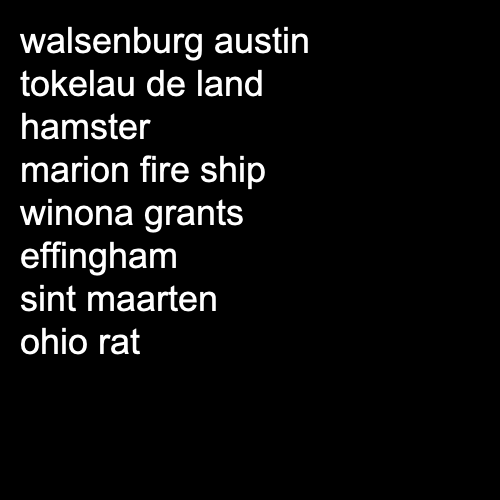 walsenburg austin
tokelau de land
hamster
marion fire ship
winona grants
effingham
sint maarten
ohio rat